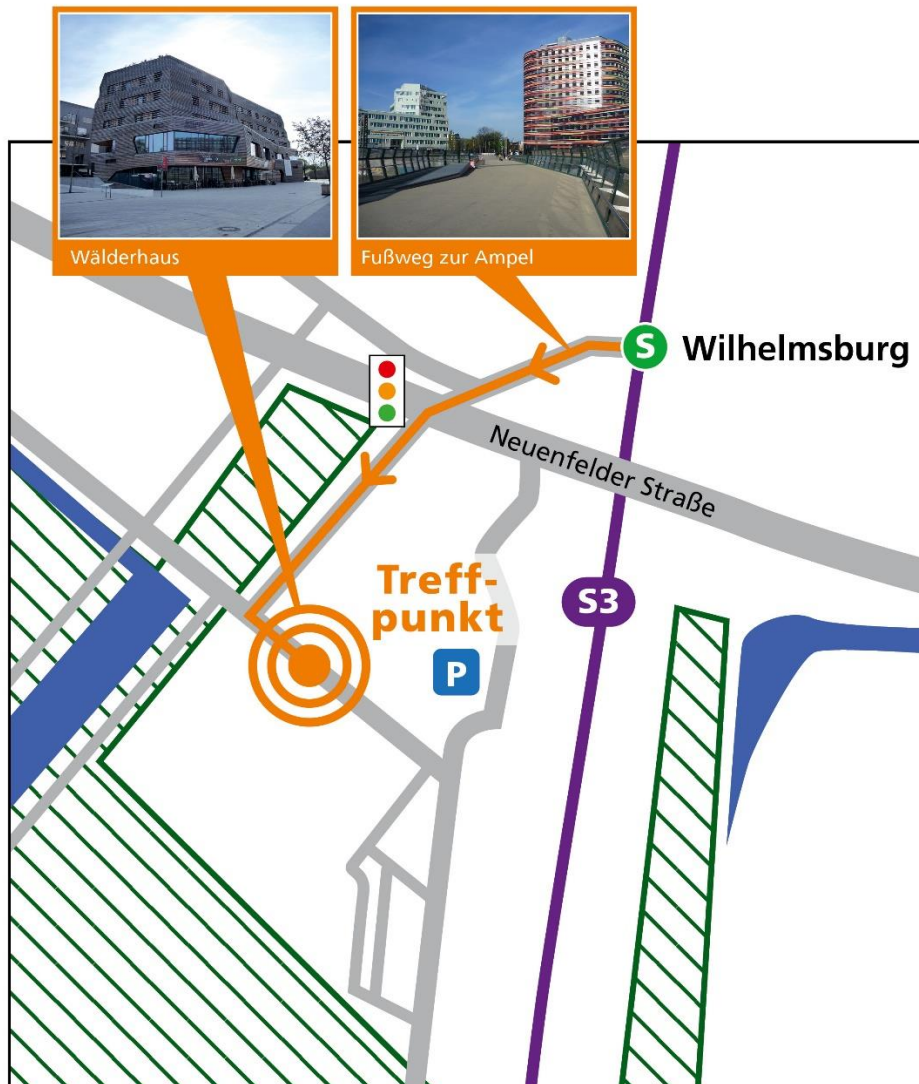 Wälderhaus
Fußweg zur Ampel
S
Wilhelmsburg
Neuenfelder Straße
Treff-
punkt
S3
P